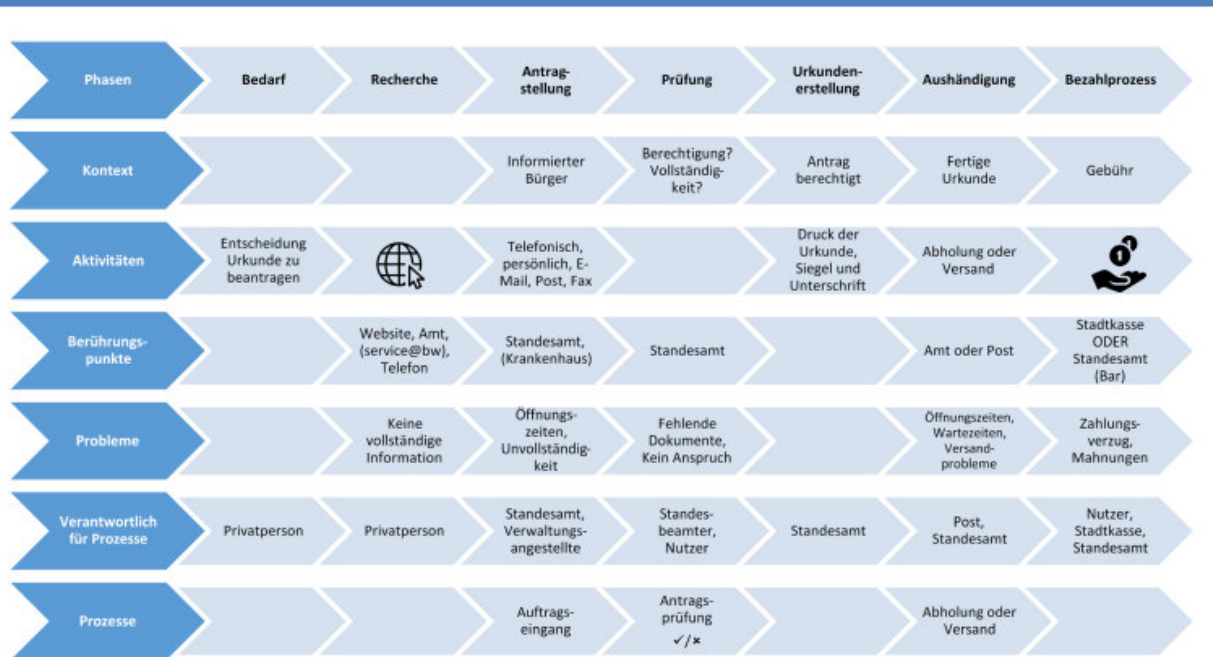 Phasen
Bedarf
Recherche
Antrag-
stellung
Prüfung
Urkunden-
erstellung
Aushändigung
Bezahlprozess
Kontext
Informierter
Bürger
Berechtigung?
Vollständig-
keit?
Antrag
berechtigt
Fertige
Urkunde
Gebühr
Aktivitäten
Entscheidung
Urkunde zu
beantragen
Telefonisch,
persönlich, E-
Mail, Post, Fax
Druck der
Urkunde,
Siegel und
Unterschrift
Abholung oder
Versand
1
Berührungs-
punkte
Website, Amt,
(service@bw),
Telefon
Standesamt,
(Krankenhaus)
Standesamt
Amt oder Post
Stadtkasse
ODER
Standesamt
(Bar)
Probleme
Keine
vollständige
Information
Öffnungs-
zeiten,
Unvollständig-
keit
Fehlende
Dokumente,
Kein Anspruch
Öffnungszeiten,
Wartezeiten,
Versand-
probleme
Zahlungs-
verzug,
Mahnungen
Verantwortlich
für Prozesse
Privatperson
Privatperson
Standesamt,
Verwaltungs-
angestellte
Standes-
beamter,
Nutzer
Standesamt
Post,
Standesamt
Nutzer,
Stadtkasse,
Standesamt
Prozesse
Auftrags-
eingang
Antrags-
prüfung
✓/×
Abholung oder
Versand